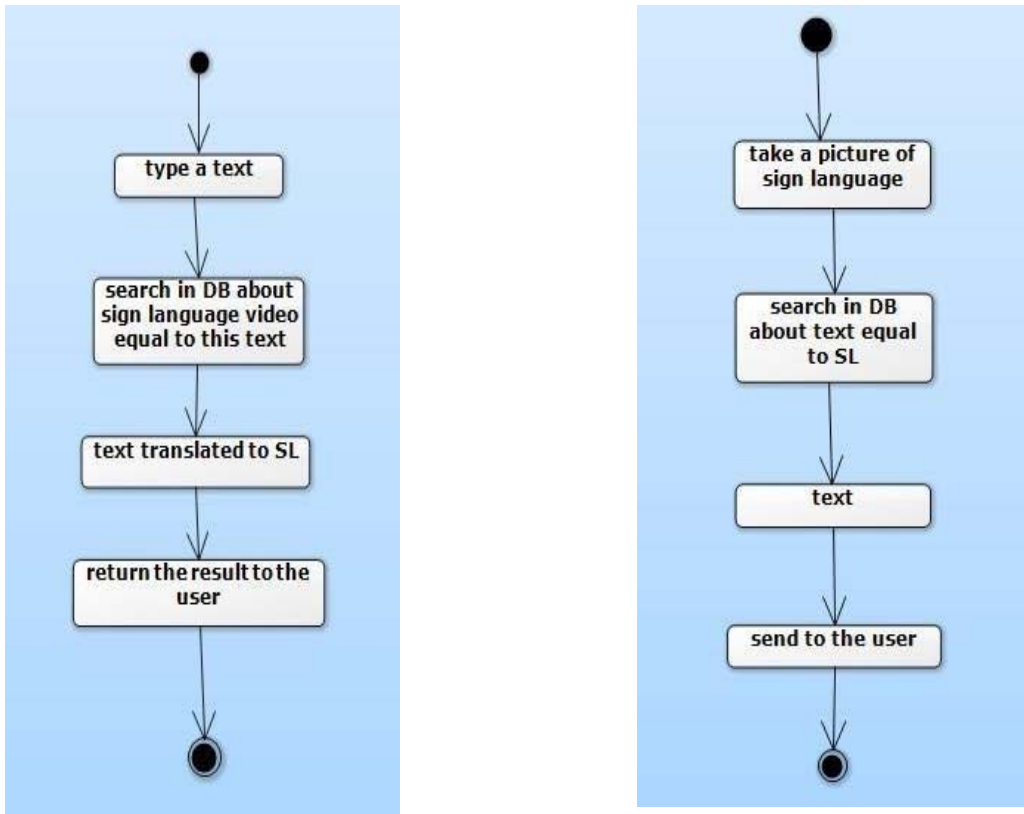 type a text
search in DB about
sign language video
equal to this text
text translated to SL
return the result to the
user
take a picture of
sign language
search in DB
about text equal
to SL
text
send to the user